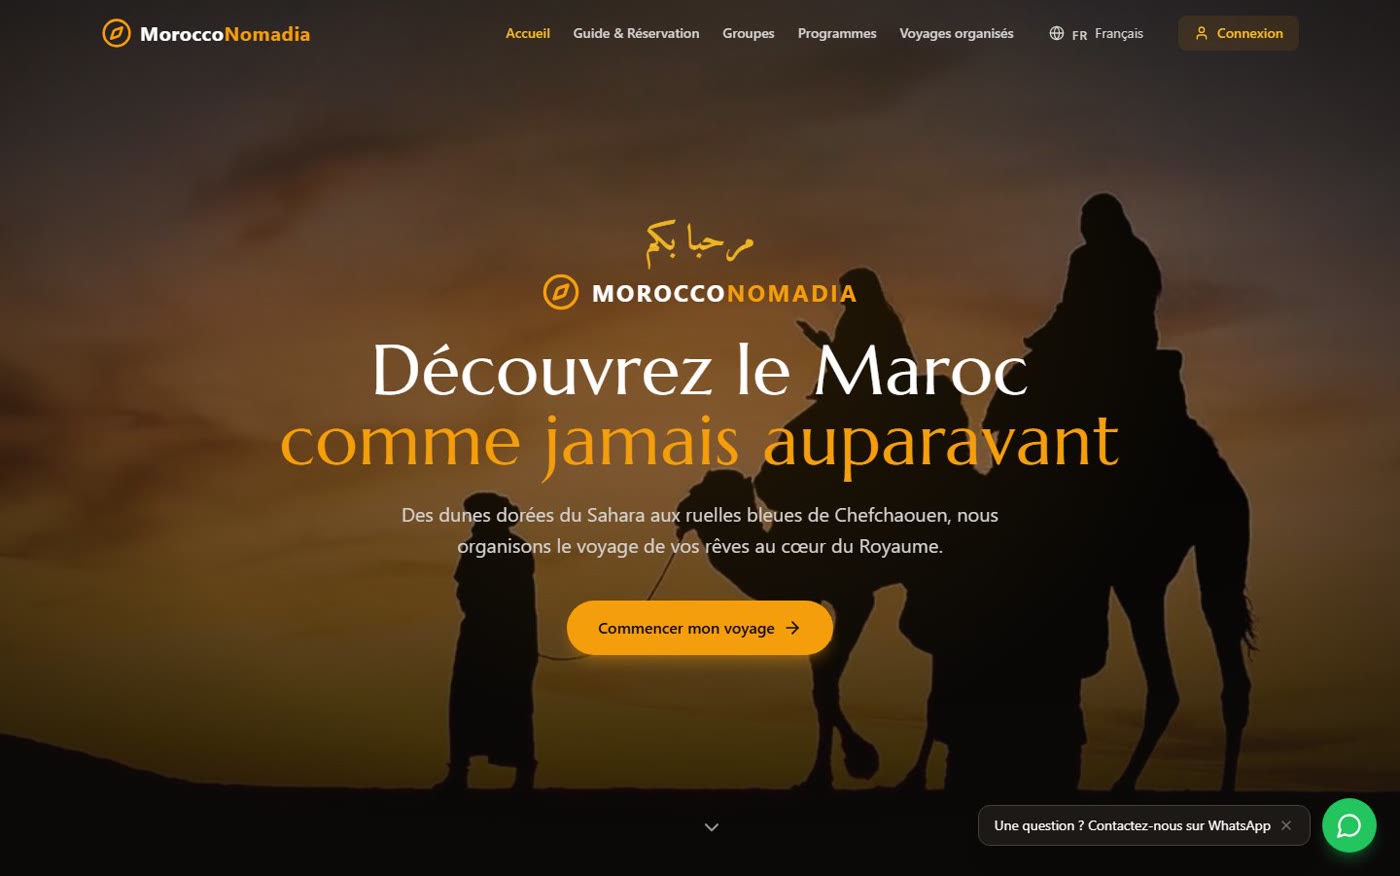 MoroccoNomadia
Accueil
Guide & Réservation
Groupes
Programmes
Voyages organisés
FR Français
Connexion
مرحبا بكم
MOROCCONOMADIA
Découvrez le Maroc
comme jamais auparavant
Des dunes dorées du Sahara aux ruelles bleues de Chefchaouen, nous
organisons le voyage de vos rêves au cœur du Royaume.
Commencer mon voyage
Une question ? Contactez-nous sur WhatsApp